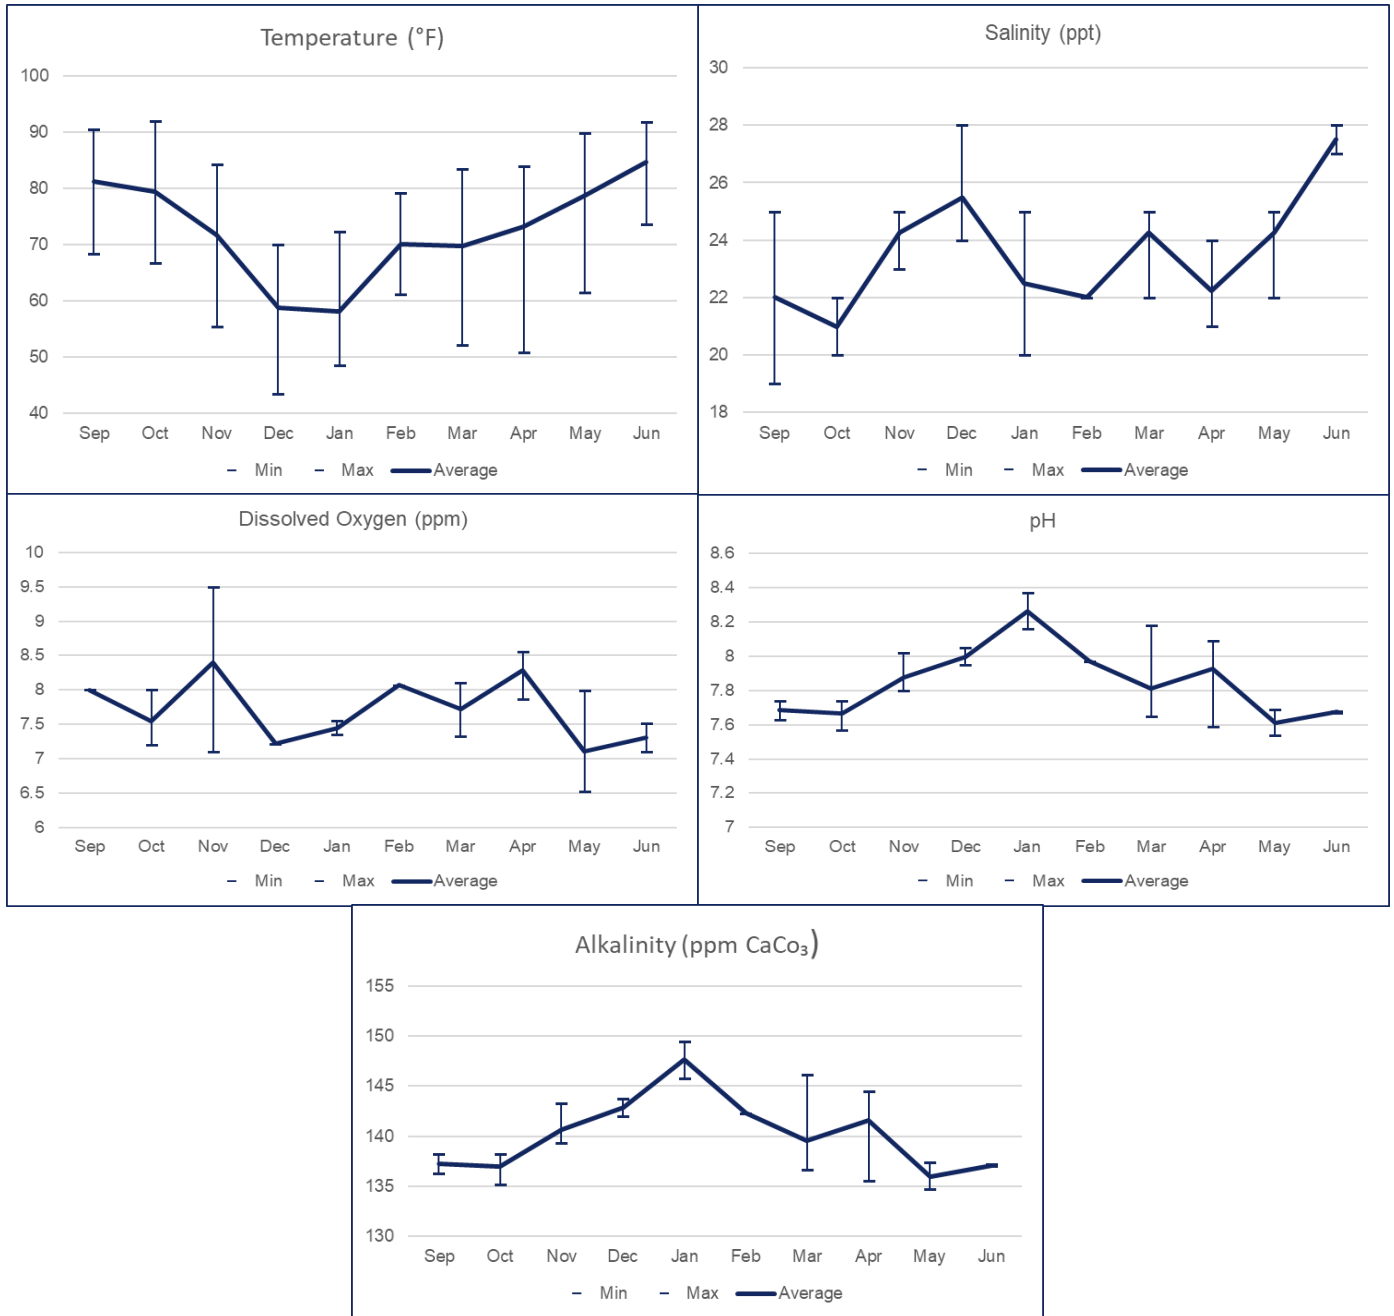 Temperature (°F)
100
90
80
70
60
50
40
Sep Oct Nov Dec Jan Feb Mar Apr May Jun
Min Max Average
Salinity (ppt)
30
28
26
24
22
20
18
Sep Oct Nov Dec Jan Feb Mar Apr May Jun
Min Max Average
Dissolved Oxygen (ppm)
10
9.5
9
8.5
8
7.5
7
6.5
6
Sep Oct Nov Dec Jan Feb Mar Apr May Jun
Min Max Average
pH
8.6
8.4
8.2
8
7.8
7.6
7.4
7.2
7
Sep Oct Nov Dec Jan Feb Mar Apr May Jun
Min Max Average
Alkalinity (ppm CaCo₃)
155
150
145
140
135
130
Sep Oct Nov Dec Jan Feb Mar Apr May Jun
Min Max Average